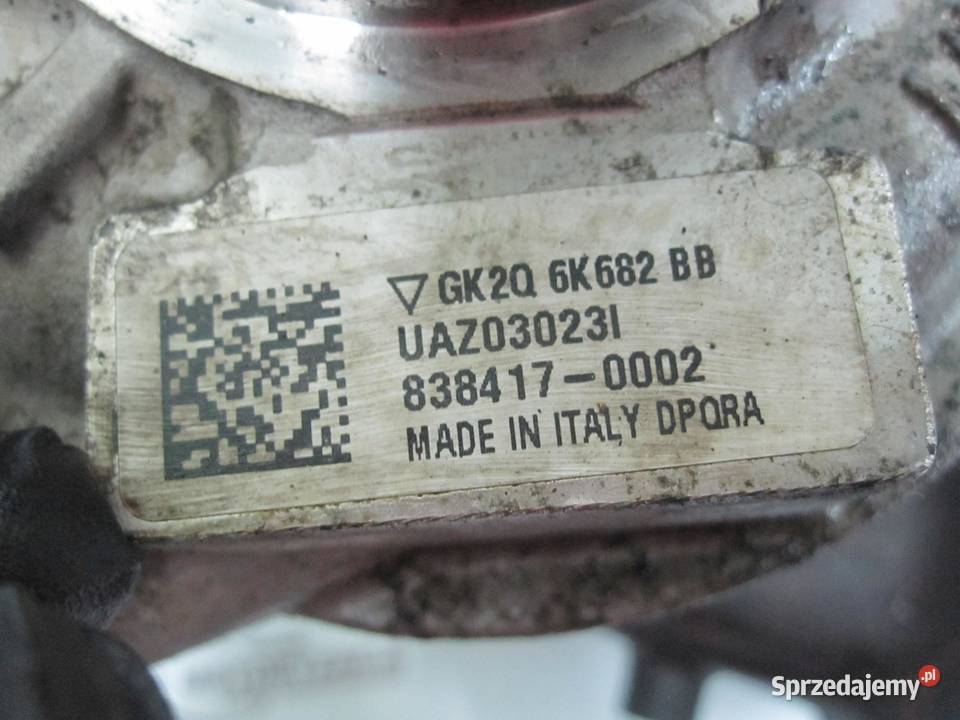 GK2Q 6K682 BB
UAZ03023I
838417-0002
MADE IN ITALY DPQRA
Sprzedajemy.pl